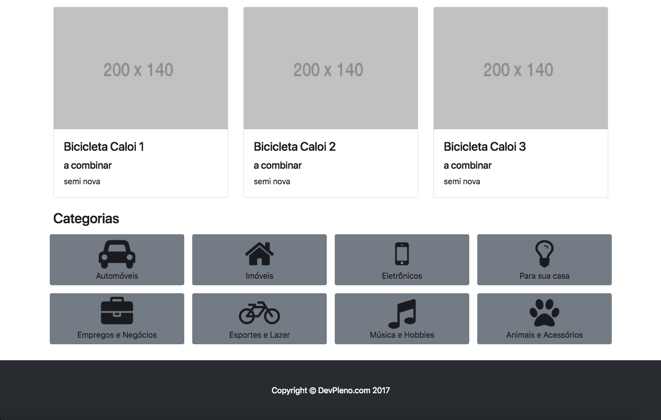 200 x 140
200 x 140
200 x 140
Bicicleta Caloi 1
a combinar
semi nova
Bicicleta Caloi 2
a combinar
semi nova
Bicicleta Caloi 3
a combinar
semi nova
Categorias
Automóveis
Imóveis
Eletrônicos
Para sua casa
Empregos e Negócios
Esportes e Lazer
Música e Hobbies
Animais e Acessórios
Copyright © DevPleno.com 2017